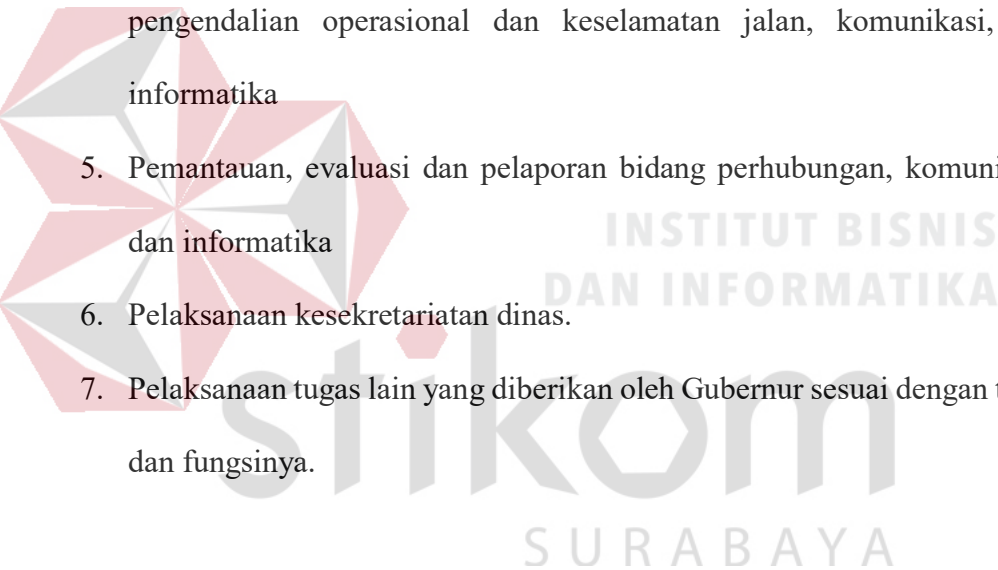 pengendalian operasional dan keselamatan jalan, komunikasi,
informatika
5. Pemantauan, evaluasi dan pelaporan bidang perhubungan,
dan informatika
INSTITUT BISNIS
DAN INFORMATIKA
6. Pelaksanaan kesekretariatan dinas.
7. Pelaksanaan tugas lain yang diberikan oleh Gubernur sesuai dengan
dan fungsinya.
stikom
SURABAYA